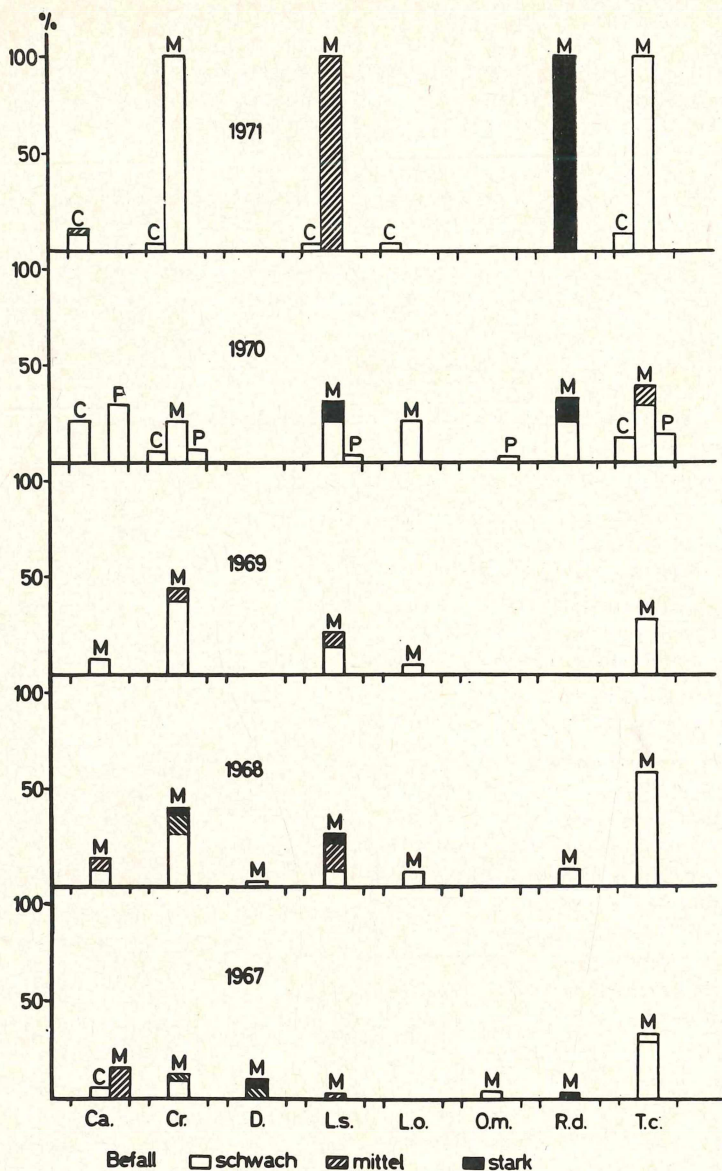 %
M M M M
100
1971
50
C C C C C
100
1970
50
C P C M P M P M P M C M P
100
1969
50
M M M M M
100
1968
50
M M M M M M M
100
1967
50
C M M M M M M M
Ca. Cr. D. L.s. L.o. O.m. R.d. T.c.
Befall schwach mittel stark